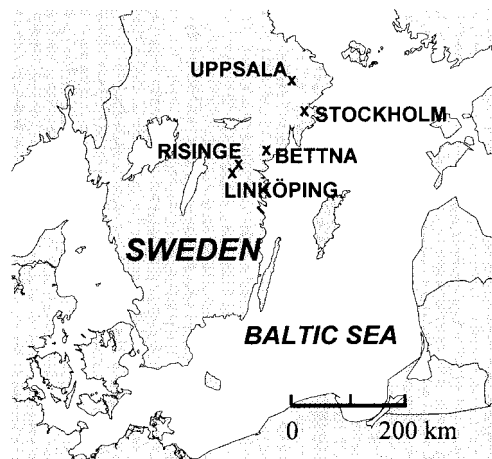 UPPSALA
STOCKHOLM
RISINGE
BETTNA
LINKÖPING
SWEDEN
BALTIC SEA
0 200 km